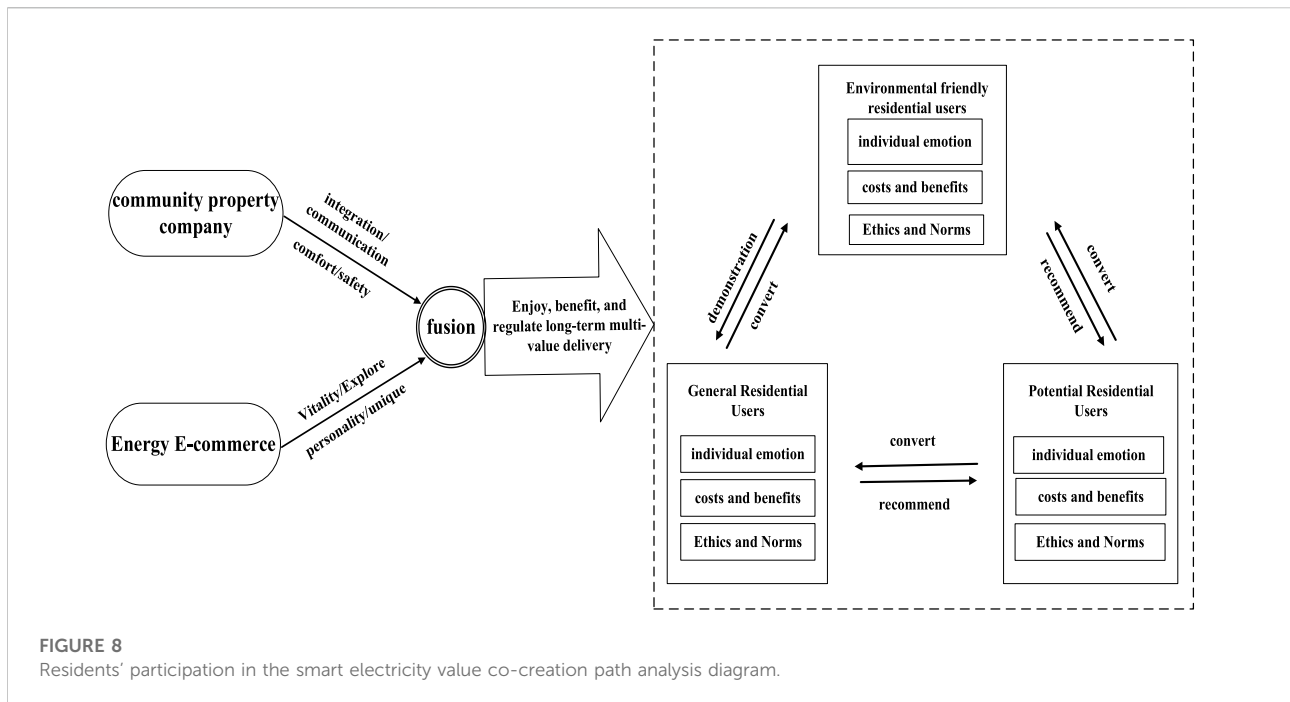 community property
company
integration/
communication
comfort/safety
Energy E-commerce
Vitality/Explore
personality/unique
fusion
Enjoy, benefit, and
regulate long-term multi-
value delivery
Environmental friendly
residential users
individual emotion
costs and benefits
Ethics and Norms
demonstration
convert
convert
recommend
General Residential
Users
individual emotion
costs and benefits
Ethics and Norms
convert
recommend
Potential Residential
Users
individual emotion
costs and benefits
Ethics and Norms
FIGURE 8
Residents' participation in the smart electricity value co-creation path analysis diagram.